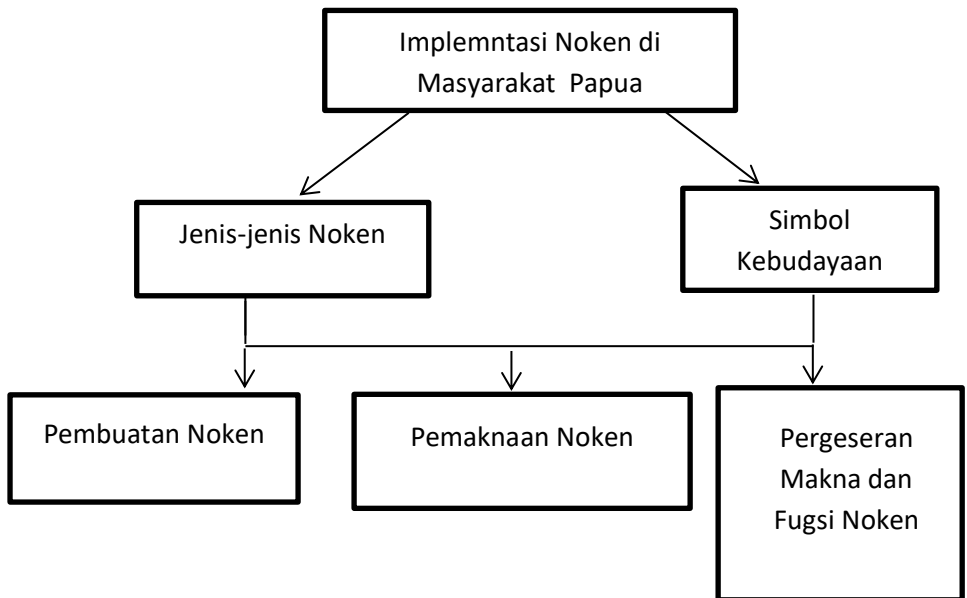 Implemntasi Noken di
Masyarakat Papua
Jenis-jenis Noken
Simbol
Kebudayaan
Pembuatan Noken
Pemaknaan Noken
Pergeseran
Makna dan
Fugsi Noken